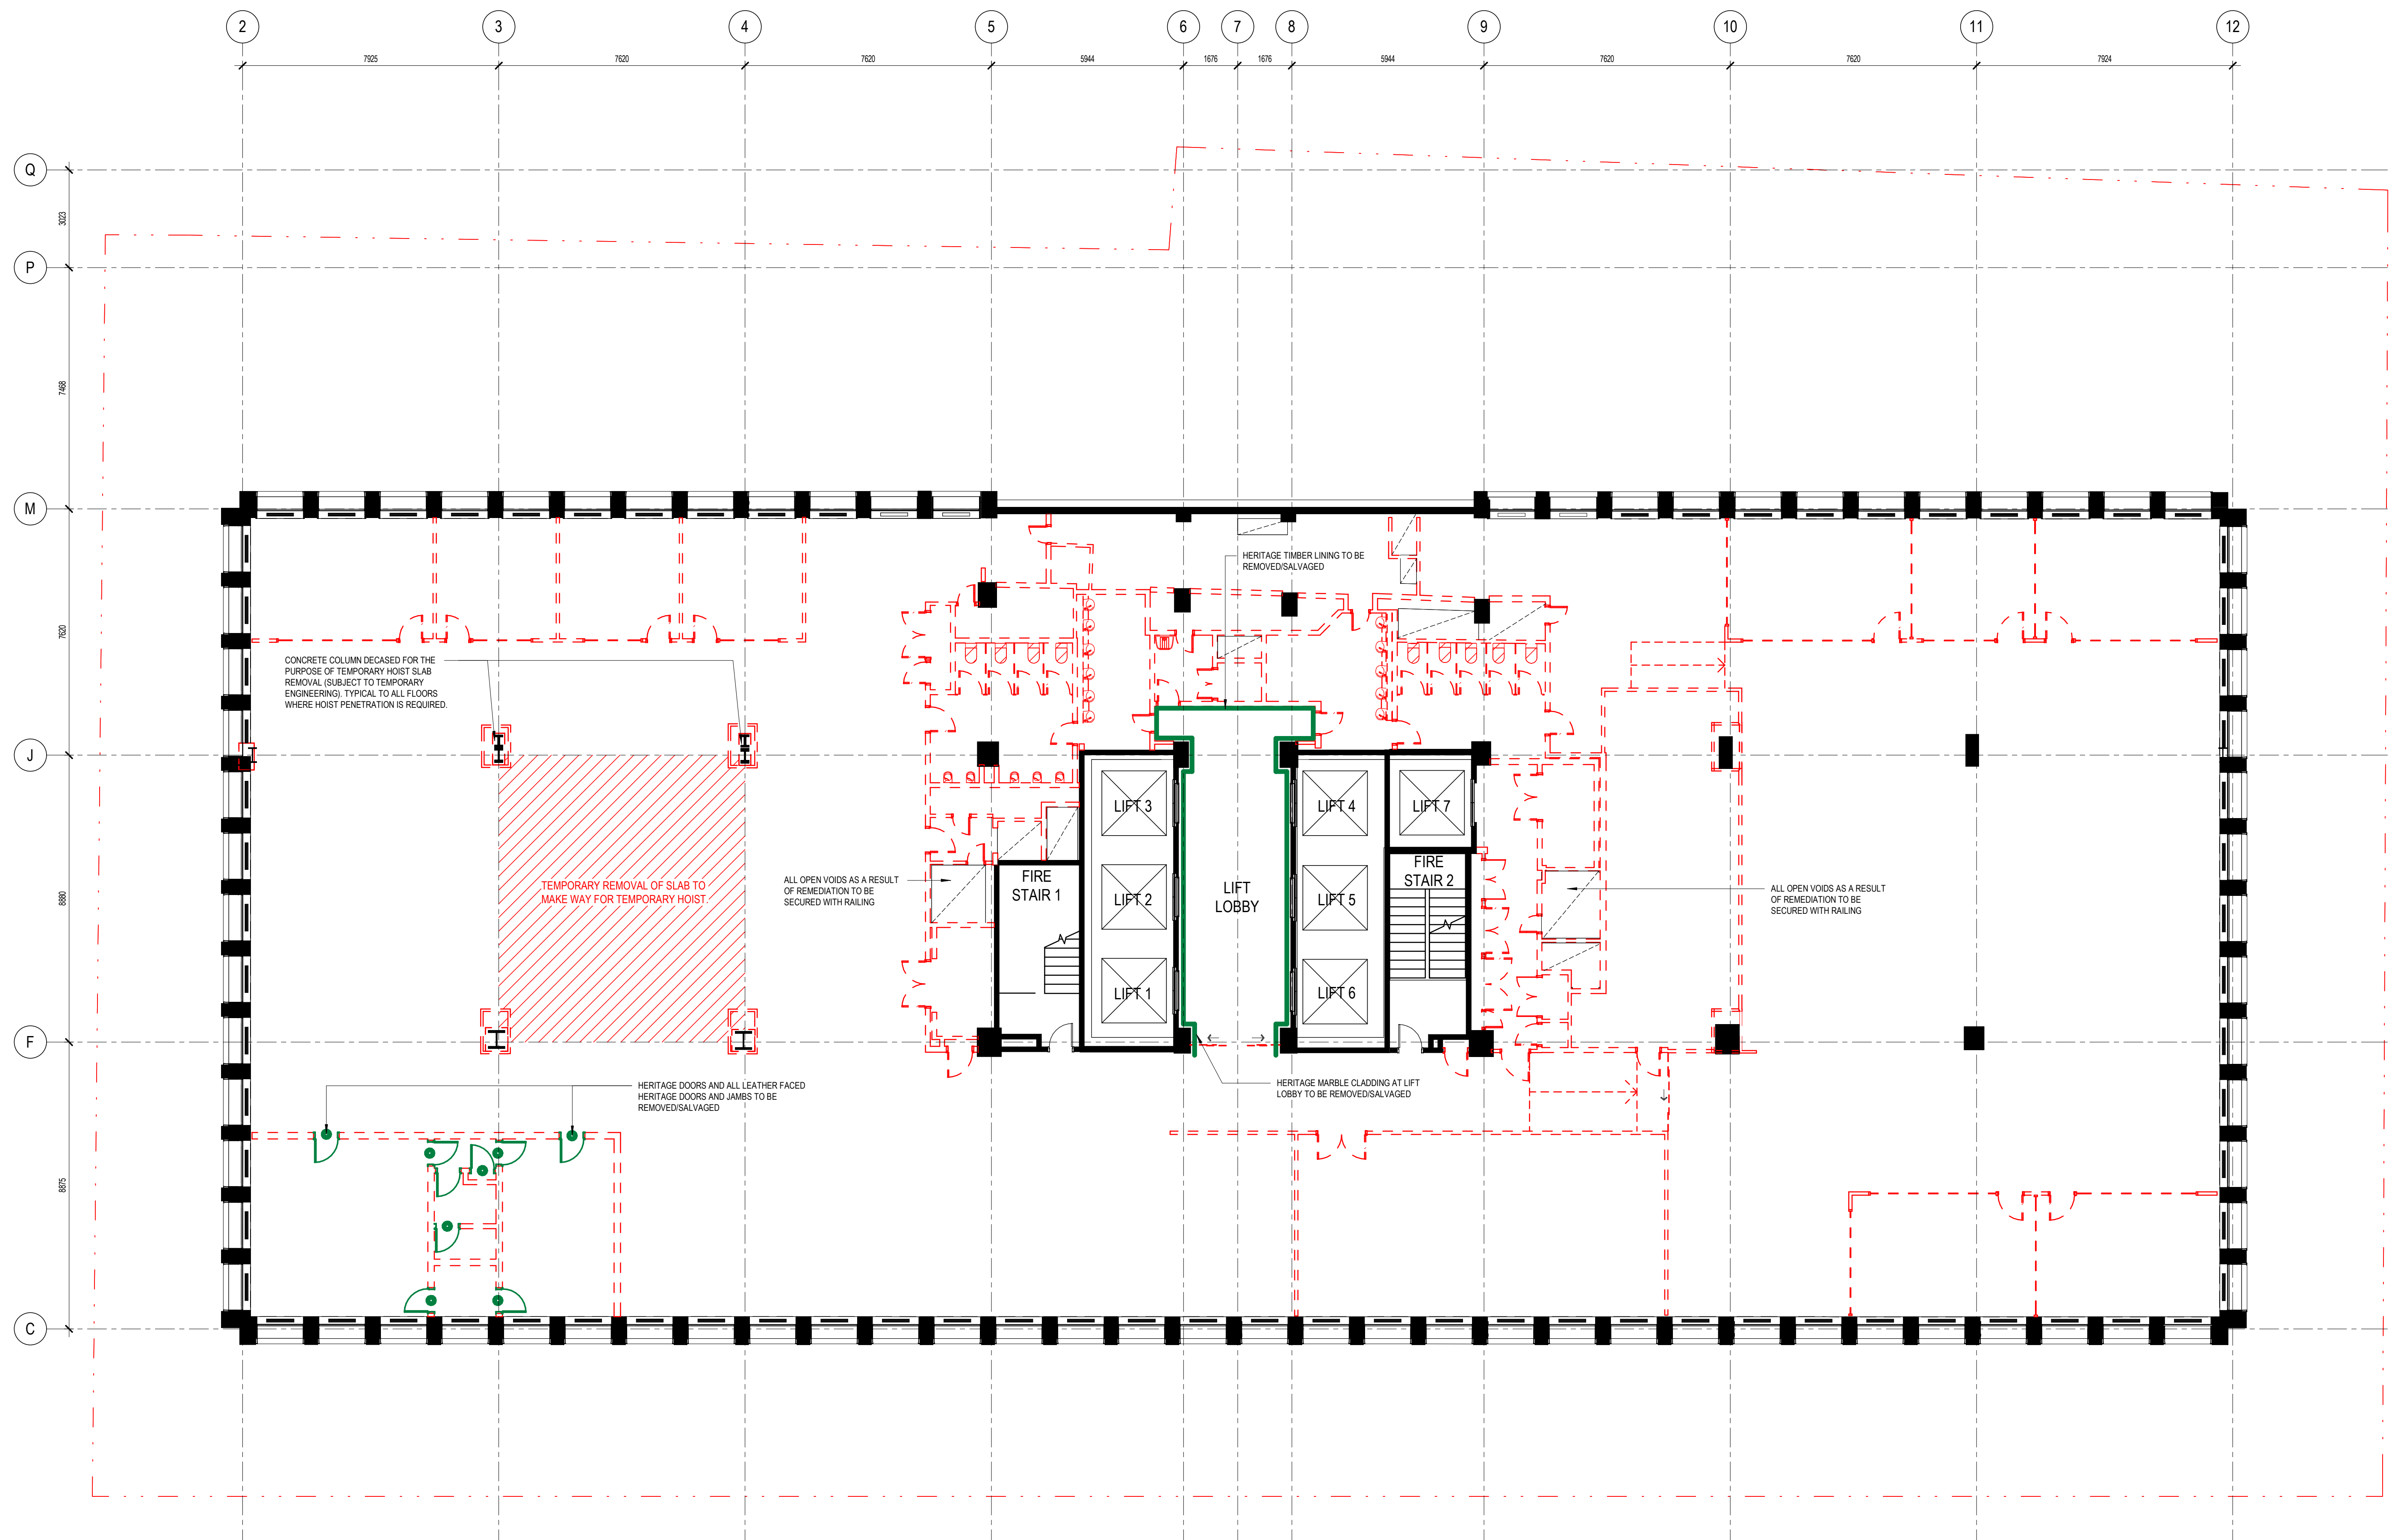 2 3 4 5 6 7 8 9 10 11 12
7925 7620 7620 5944 1676 1676 5944 7620 7620 7924
Q
3023
P
7468
M
7620
J
8880
F
8875
C
HERITAGE TIMBER LINING TO BE
REMOVED/SALVAGED
CONCRETE COLUMN DECASED FOR THE
PURPOSE OF TEMPORARY HOIST SLAB
REMOVAL (SUBJECT TO TEMPORARY
ENGINEERING). TYPICAL TO ALL FLOORS
WHERE HOIST PENETRATION IS REQUIRED.
TEMPORARY REMOVAL OF SLAB TO
MAKE WAY FOR TEMPORARY HOIST.
ALL OPEN VOIDS AS A RESULT
OF REMEDIATION TO BE
SECURED WITH RAILING
FIRE
STAIR 1
LIFT 3
LIFT 2
LIFT 1
LIFT
LOBBY
LIFT 4
LIFT 5
LIFT 6
LIFT 7
FIRE
STAIR 2
ALL OPEN VOIDS AS A RESULT
OF REMEDIATION TO BE
SECURED WITH RAILING
HERITAGE DOORS AND ALL LEATHER FACED
HERITAGE DOORS AND JAMBS TO BE
REMOVED/SALVAGED
HERITAGE MARBLE CLADDING AT LIFT
LOBBY TO BE REMOVED/SALVAGED